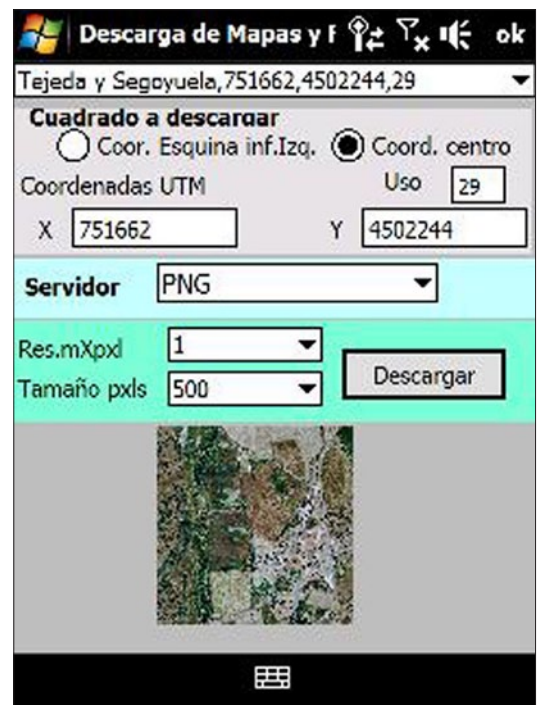 Descarga de Mapas y F ok
Tejeda y Segoyuela,751662,4502244,29
Cuadrado a descargar
Coor. Esquina inf.Izq. Coord. centro
Coordenadas UTM Uso 29
X 751662 Y 4502244
Servidor PNG
Res.mXpxl 1
Tamaño pxls 500 Descargar